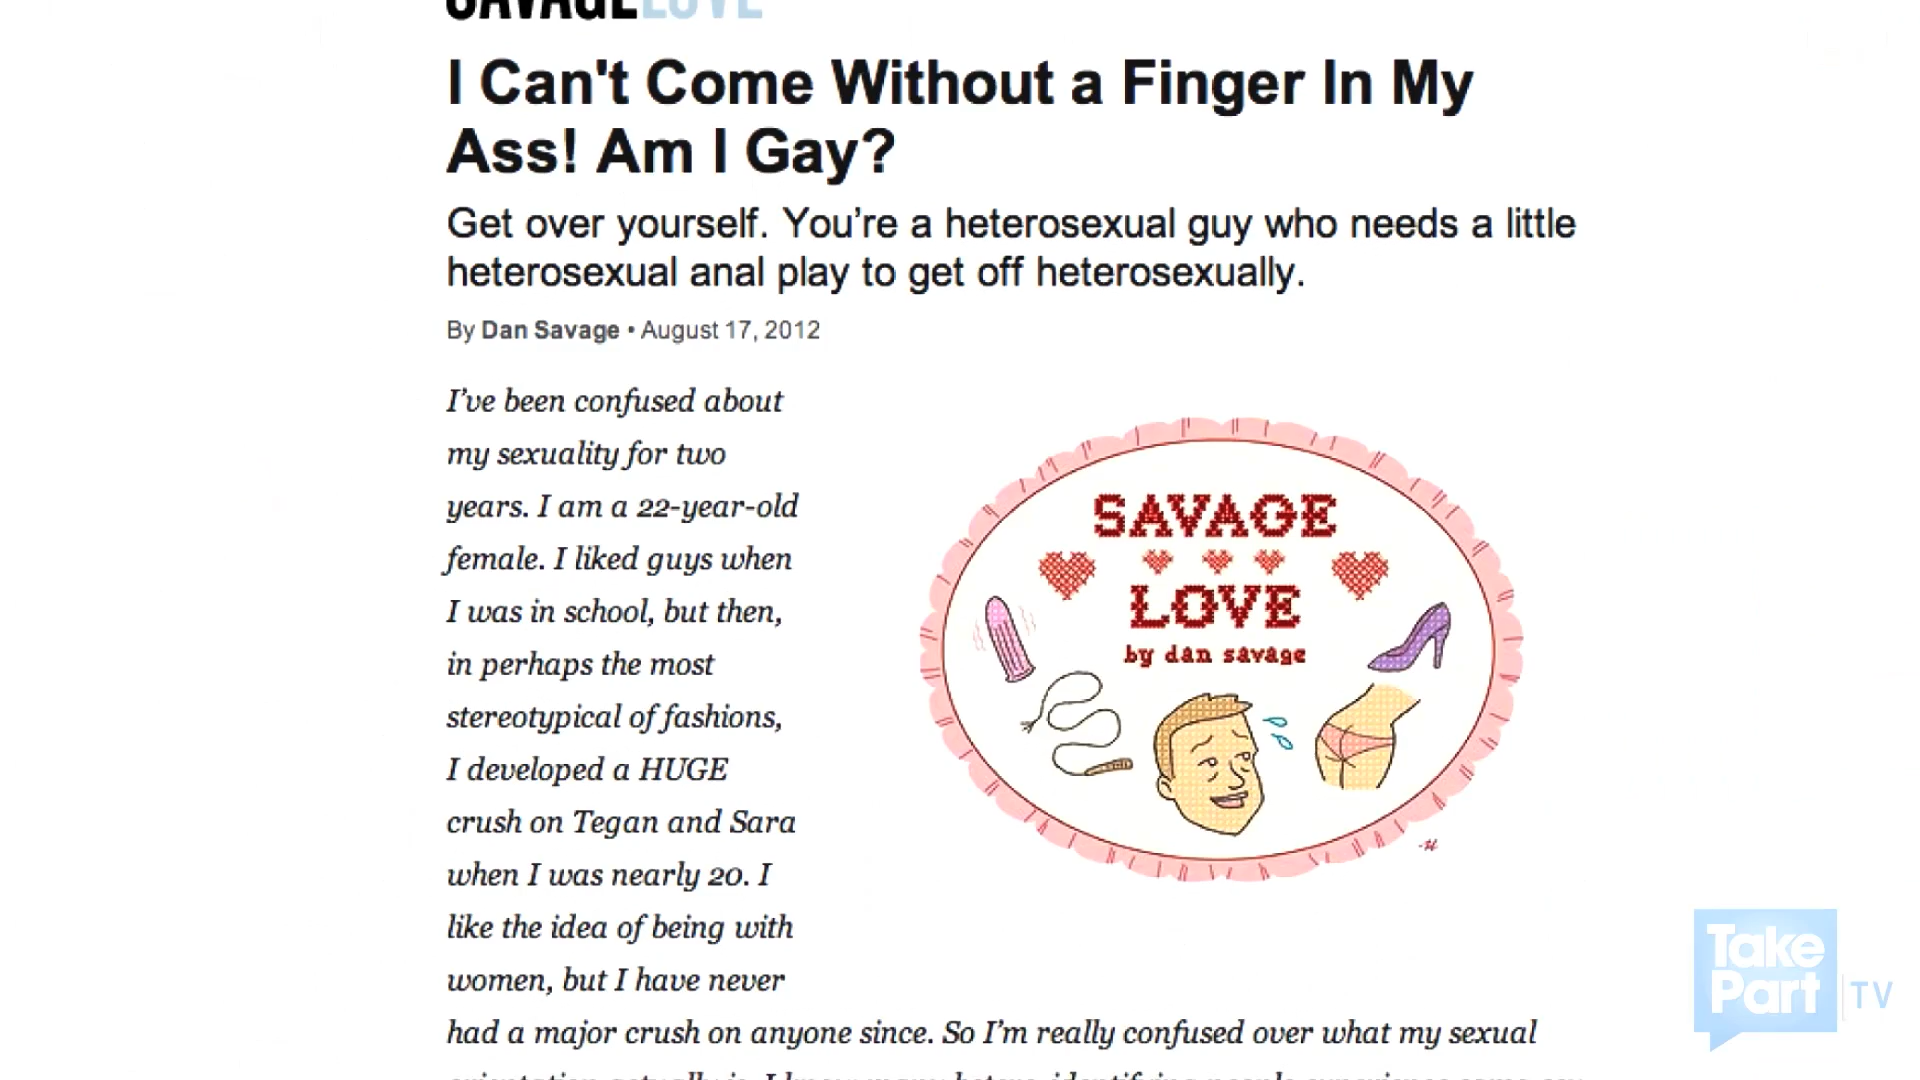 SAVAGELOVE
I Can't Come Without a Finger In My
Ass! Am I Gay?
Get over yourself. You're a heterosexual guy who needs a little
heterosexual anal play to get off heterosexually.
By Dan Savage • August 17, 2012
I've been confused about
my sexuality for two
years. I am a 22-year-old
female. I liked guys when
I was in school, but then,
in perhaps the most
stereotypical of fashions,
I developed a HUGE
crush on Tegan and Sara
when I was nearly 20. I
like the idea of being with
women, but I have never
had a major crush on anyone since. So I'm really confused over what my sexual
SAVAGE
LOVE
by dan savage
Take
Part TV